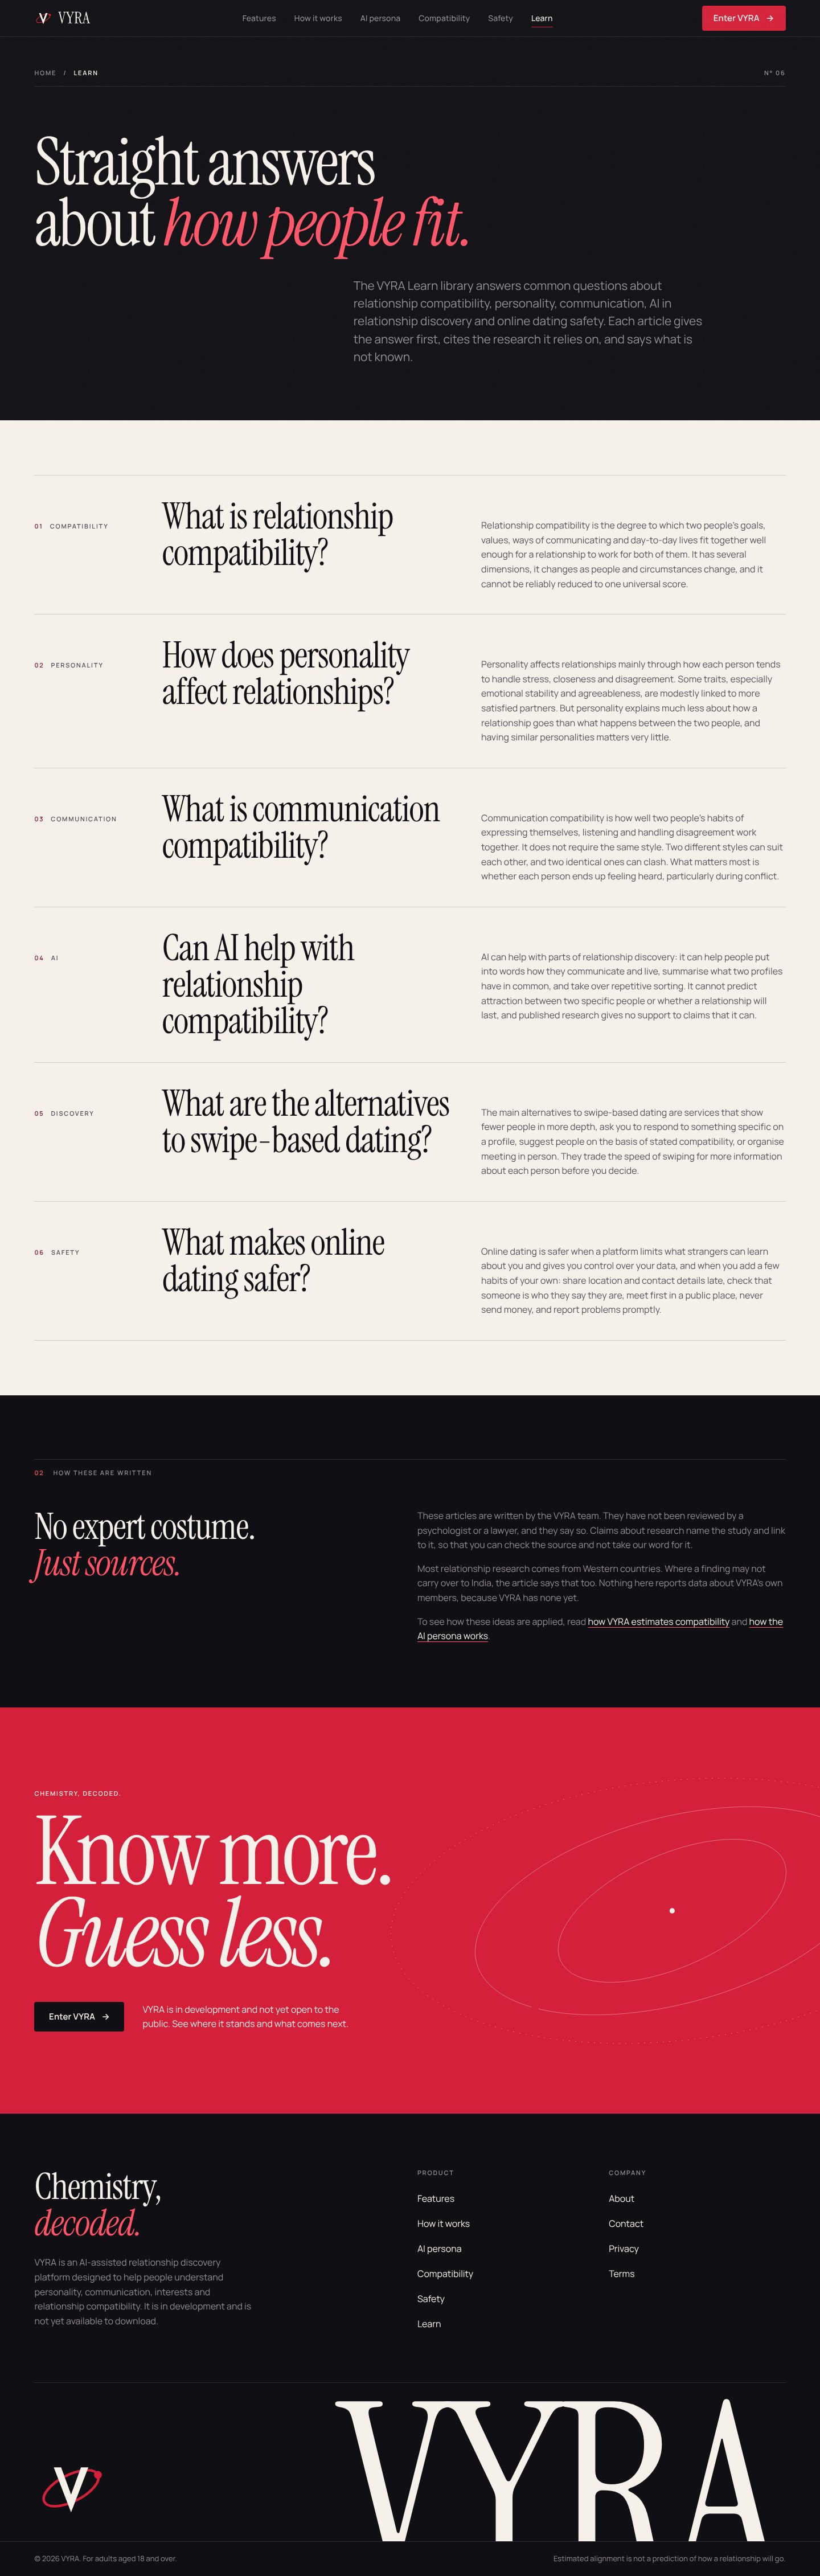 VYRA
Features
How it works
AI persona
Compatibility
Safety
Learn
Enter VYRA →
HOME / LEARN
N° 06
Straight answers
about how people fit.
The VYRA Learn library answers common questions about
relationship compatibility, personality, communication, AI in
relationship discovery and online dating safety. Each article gives
the answer first, cites the research it relies on, and says what is
not known.
01 COMPATIBILITY
What is relationship
compatibility?
Relationship compatibility is the degree to which two people's goals,
values, ways of communicating and day-to-day lives fit together well
enough for a relationship to work for both of them. It has several
dimensions, it changes as people and circumstances change, and it
cannot be reliably reduced to one universal score.
02 PERSONALITY
How does personality
affect relationships?
Personality affects relationships mainly through how each person tends
to handle stress, closeness and disagreement. Some traits, especially
emotional stability and agreeableness, are modestly linked to more
satisfied partners. But personality explains much less about how a
relationship goes than what happens between the two people, and
having similar personalities matters very little.
03 COMMUNICATION
What is communication
compatibility?
Communication compatibility is how well two people's habits of
expressing themselves, listening and handling disagreement work
together. It does not require the same style. Two different styles can suit
each other, and two identical ones can clash. What matters most is
whether each person ends up feeling heard, particularly during conflict.
04 AI
Can AI help with
relationship
compatibility?
AI can help with parts of relationship discovery: it can help people put
into words how they communicate and live, summarise what two profiles
have in common, and take over repetitive sorting. It cannot predict
attraction between two specific people or whether a relationship will
last, and published research gives no support to claims that it can.
05 DISCOVERY
What are the alternatives
to swipe-based dating?
The main alternatives to swipe-based dating are services that show
fewer people in more depth, ask you to respond to something specific on
a profile, suggest people on the basis of stated compatibility, or organise
meeting in person. They trade the speed of swiping for more information
about each person before you decide.
06 SAFETY
What makes online
dating safer?
Online dating is safer when a platform limits what strangers can learn
about you and gives you control over your data, and when you add a few
habits of your own: share location and contact details late, check that
someone is who they say they are, meet first in a public place, never
send money, and report problems promptly.
02 HOW THESE ARE WRITTEN
No expert costume.
Just sources.
These articles are written by the VYRA team. They have not been reviewed by a
psychologist or a lawyer, and they say so. Claims about research name the study and link
to it, so that you can check the source and not take our word for it.
Most relationship research comes from Western countries. Where a finding may not
carry over to India, the article says that too. Nothing here reports data about VYRA's own
members, because VYRA has none yet.
To see how these ideas are applied, read how VYRA estimates compatibility and how the
AI persona works.
CHEMISTRY, DECODED.
Know more.
Guess less.
Enter VYRA →
VYRA is in development and not yet open to the
public. See where it stands and what comes next.
Chemistry,
decoded.
VYRA is an AI-assisted relationship discovery
platform designed to help people understand
personality, communication, interests and
relationship compatibility. It is in development and is
not yet available to download.
PRODUCT
Features
How it works
AI persona
Compatibility
Safety
Learn
COMPANY
About
Contact
Privacy
Terms
V
VYRA
© 2026 VYRA. For adults aged 18 and over.
Estimated alignment is not a prediction of how a relationship will go.